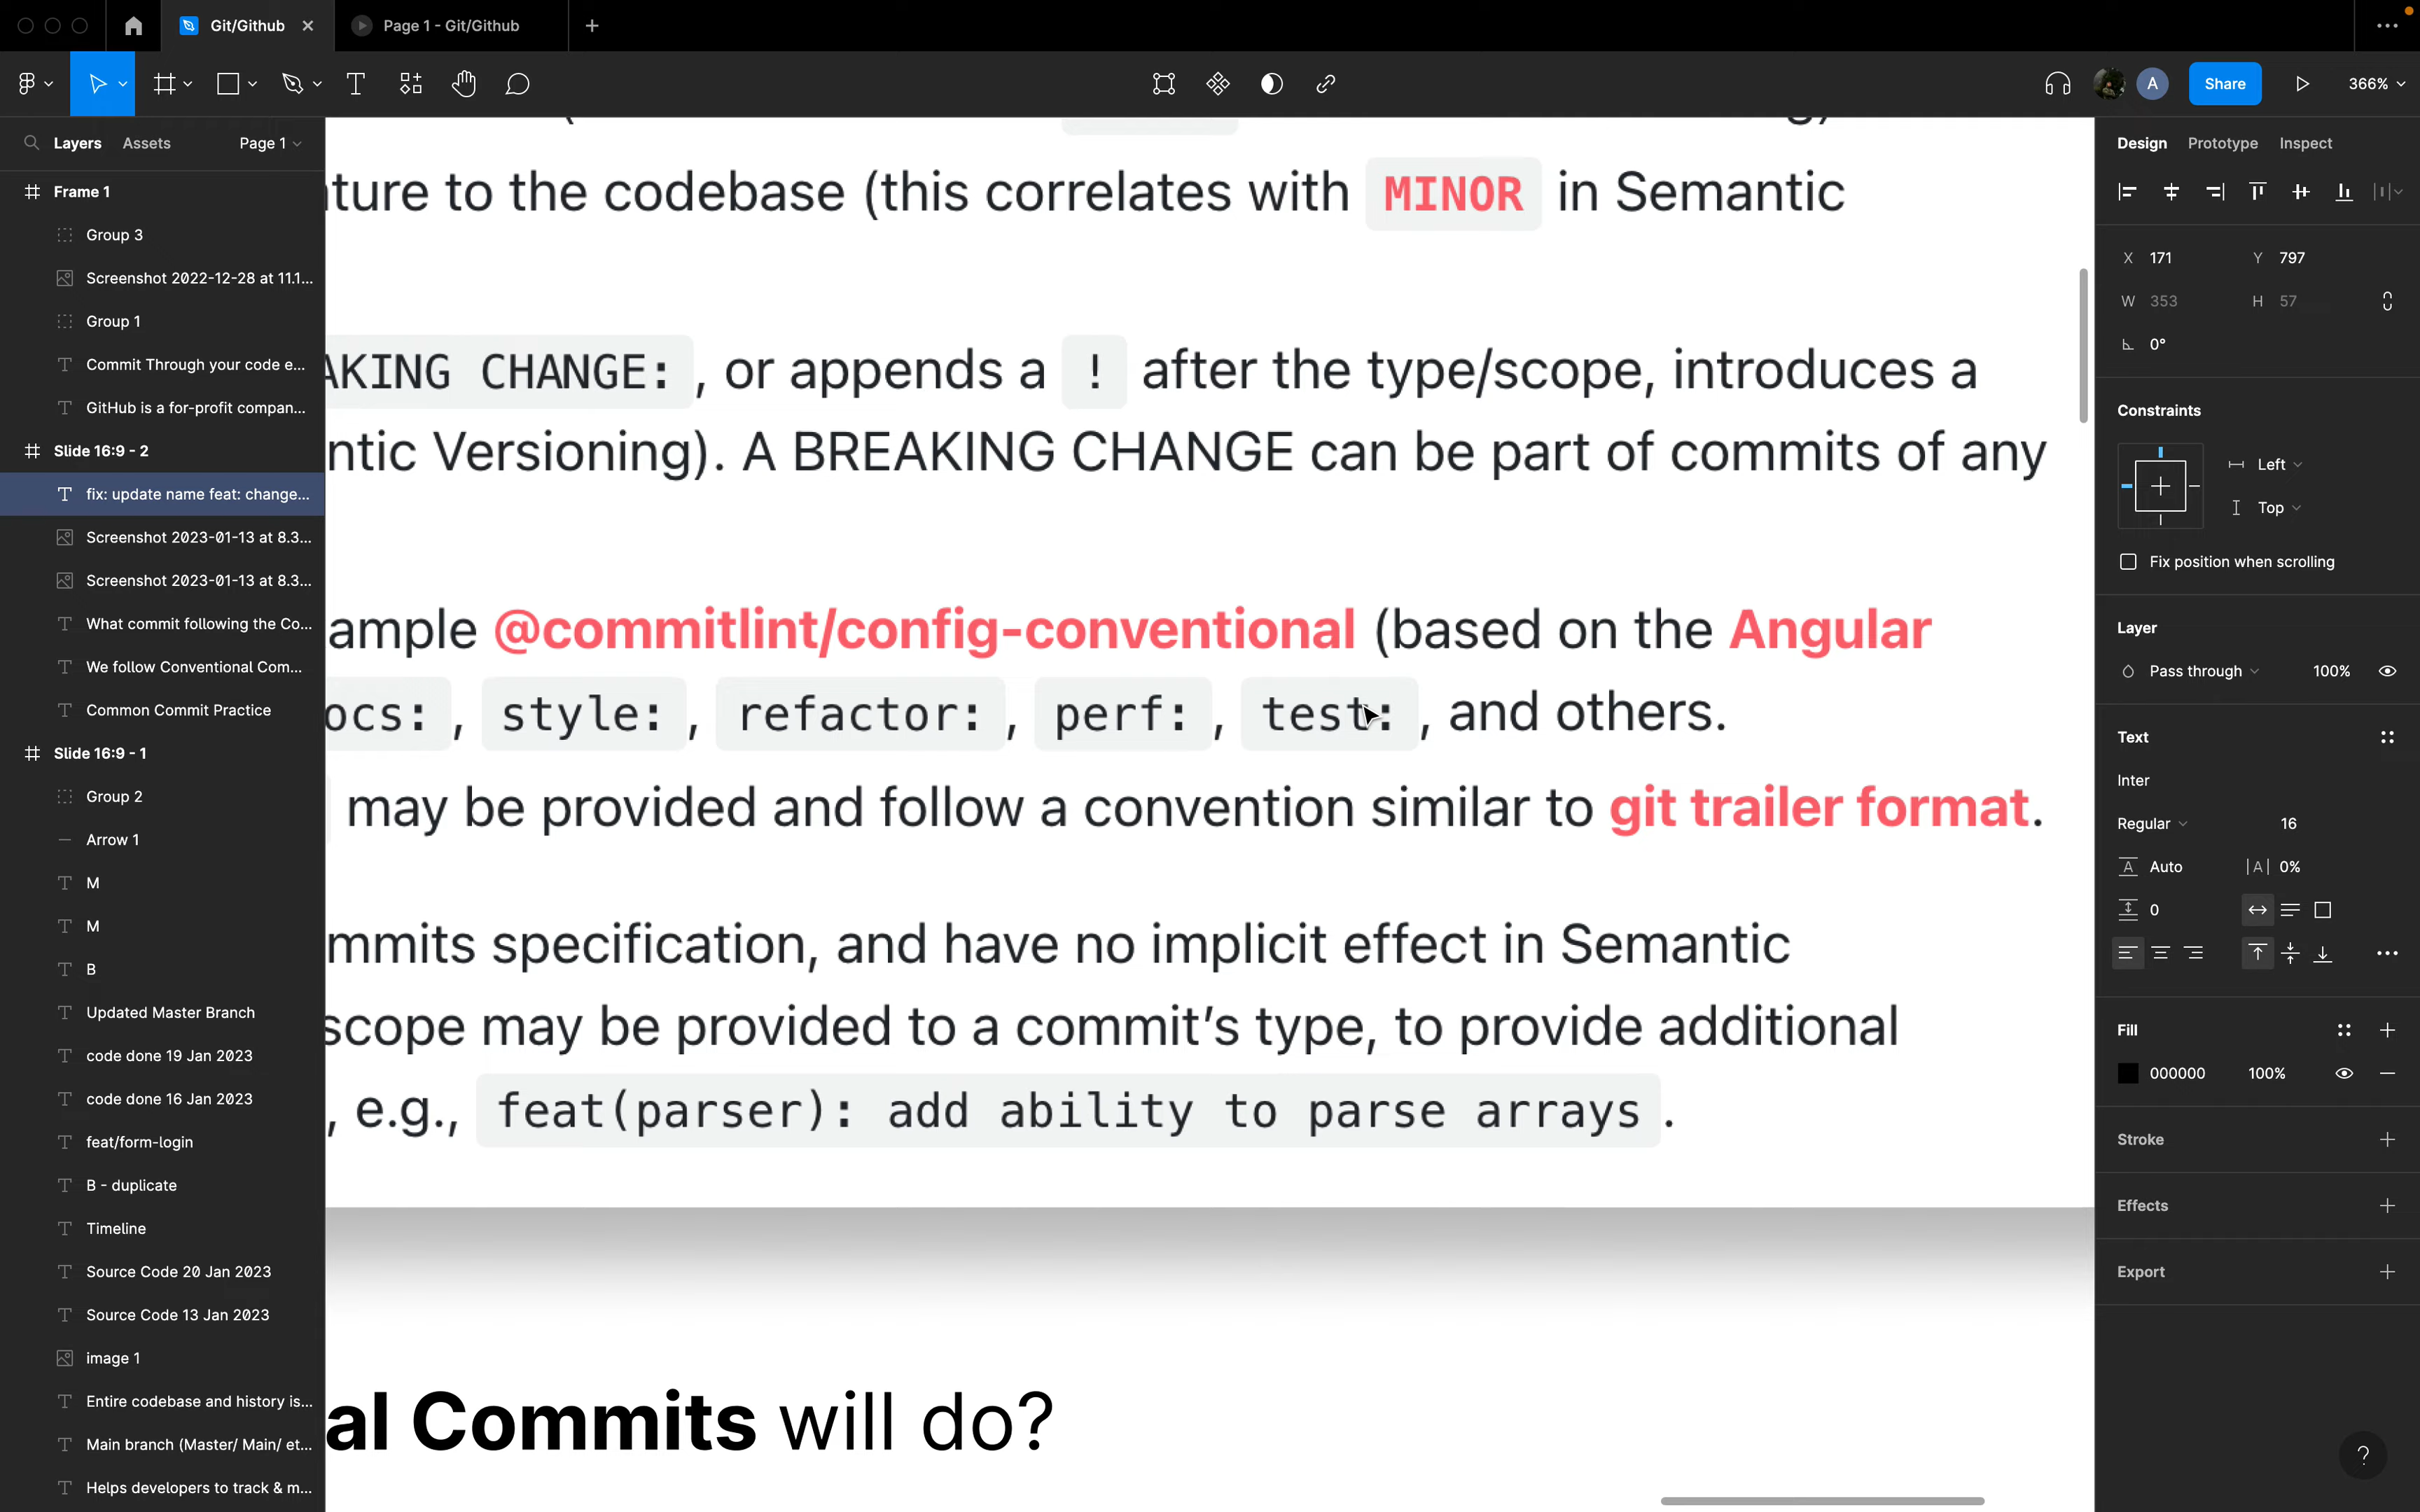 Git/Github
Page 1 - Git/Github
A
Share
366%
Layers
Assets
Page 1
Frame 1
Group 3
Screenshot 2022-12-28 at 11.1...
Group 1
Commit Through your code e...
GitHub is a for-profit compan...
Slide 16:9 - 2
fix: update name feat: change...
Screenshot 2023-01-13 at 8.3...
Screenshot 2023-01-13 at 8.3...
What commit following the Co...
We follow Conventional Com...
Common Commit Practice
Slide 16:9 - 1
Group 2
Arrow 1
M
M
B
Updated Master Branch
code done 19 Jan 2023
code done 16 Jan 2023
feat/form-login
B - duplicate
Timeline
Source Code 20 Jan 2023
Source Code 13 Jan 2023
image 1
Entire codebase and history is...
Main branch (Master/ Main/ et...
Helps developers to track & m...
ture to the codebase (this correlates with MINOR in Semantic
AKING CHANGE: , or appends a ! after the type/scope, introduces a
ntic Versioning). A BREAKING CHANGE can be part of commits of any
ample @commitlint/config-conventional (based on the Angular
ocs: , style: , refactor: , perf: , test: , and others.
may be provided and follow a convention similar to git trailer format.
mmits specification, and have no implicit effect in Semantic
scope may be provided to a commit’s type, to provide additional
, e.g., feat(parser): add ability to parse arrays .
al Commits will do?
Design
Prototype
Inspect
X 171
Y 797
W 353
H 57
0°
Constraints
Left
Top
Fix position when scrolling
Layer
Pass through
100%
Text
Inter
Regular
16
Auto
0%
0
Fill
000000
100%
Stroke
Effects
Export
?